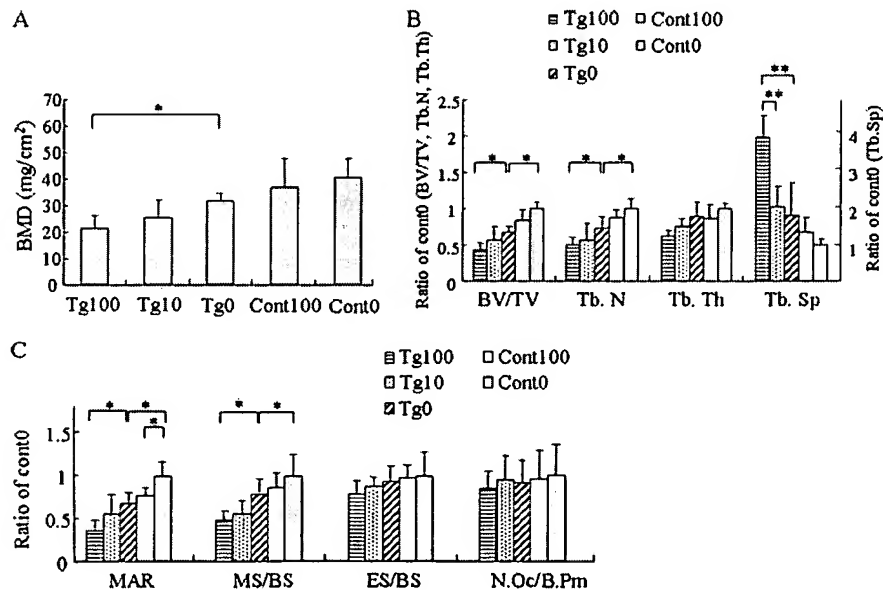 A
BMD (mg/cm²)
70
60
50
40
30
20
10
0
*
Tg100 Tg10 Tg0 Cont100 Cont0
B
Tg100 Cont100
Tg10 Cont0
Tg0
Ratio of cont0 (BV/TV, Tb.N, Tb.Th)
2.5
2
1.5
1
0.5
0
* * * * ** **
4
3
2
1
Ratio of cont0 (Tb.Sp)
BV/TV Tb. N Tb. Th Tb. Sp
C
Tg100 Cont100
Tg10 Cont0
Tg0
Ratio of cont0
1.5
1
0.5
0
* * * * *
MAR MS/BS ES/BS N.Oc/B.Pm